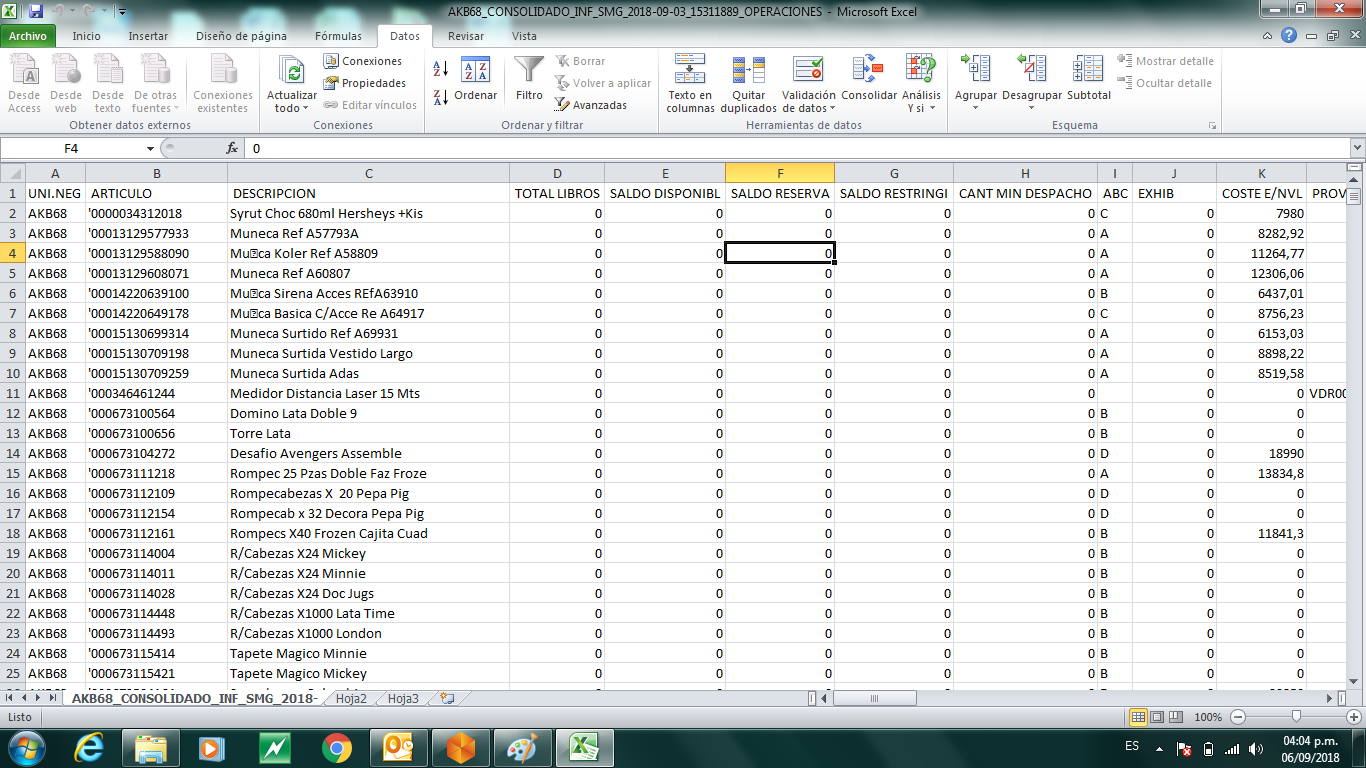 AKB68_CONSOLIDADO_INF_SMG_2018-09-03_15311889_OPERACIONES - Microsoft Excel
Archivo Inicio Insertar Diseño de página Fórmulas Datos Revisar Vista
Desde Access
Desde web
Desde texto
De otras fuentes
Conexiones existentes
Obtener datos externos
Actualizar todo
Conexiones
Propiedades
Editar vínculos
Conexiones
Ordenar
Filtro
Borrar
Volver a aplicar
Avanzadas
Ordenar y filtrar
Texto en columnas
Quitar duplicados
Validación de datos
Consolidar
Análisis Y si
Herramientas de datos
Agrupar
Desagrupar
Subtotal
Mostrar detalle
Ocultar detalle
Esquema
F4 fx 0
A B C D E F G H I J K
1 UNI.NEG ARTICULO DESCRIPCION TOTAL LIBROS SALDO DISPONIBL SALDO RESERVA SALDO RESTRINGI CANT MIN DESPACHO ABC EXHIB COSTE E/NVL PROV
2 AKB68 '0000034312018 Syrut Choc 680ml Hersheys +Kis 0 0 0 0 0 C 0 7980
3 AKB68 '00013129577933 Muneca Ref A57793A 0 0 0 0 0 A 0 8282,92
4 AKB68 '00013129588090 Mu⍰ca Koler Ref A58809 0 0 0 0 0 A 0 11264,77
5 AKB68 '00013129608071 Muneca Ref A60807 0 0 0 0 0 A 0 12306,06
6 AKB68 '00014220639100 Mu⍰ca Sirena Acces REfA63910 0 0 0 0 0 B 0 6437,01
7 AKB68 '00014220649178 Mu⍰ca Basica C/Acce Re A64917 0 0 0 0 0 C 0 8756,23
8 AKB68 '00015130699314 Muneca Surtido Ref A69931 0 0 0 0 0 A 0 6153,03
9 AKB68 '00015130709198 Muneca Surtida Vestido Largo 0 0 0 0 0 A 0 8898,22
10 AKB68 '00015130709259 Muneca Surtida Adas 0 0 0 0 0 A 0 8519,58
11 AKB68 '000346461244 Medidor Distancia Laser 15 Mts 0 0 0 0 0 0 0 VDR00
12 AKB68 '000673100564 Domino Lata Doble 9 0 0 0 0 0 B 0 0
13 AKB68 '000673100656 Torre Lata 0 0 0 0 0 B 0 0
14 AKB68 '000673104272 Desafio Avengers Assemble 0 0 0 0 0 D 0 18990
15 AKB68 '000673111218 Rompec 25 Pzas Doble Faz Froze 0 0 0 0 0 A 0 13834,8
16 AKB68 '000673112109 Rompecabezas X 20 Pepa Pig 0 0 0 0 0 D 0 0
17 AKB68 '000673112154 Rompecab x 32 Decora Pepa Pig 0 0 0 0 0 D 0 0
18 AKB68 '000673112161 Rompecs X40 Frozen Cajita Cuad 0 0 0 0 0 B 0 11841,3
19 AKB68 '000673114004 R/Cabezas X24 Mickey 0 0 0 0 0 B 0 0
20 AKB68 '000673114011 R/Cabezas X24 Minnie 0 0 0 0 0 B 0 0
21 AKB68 '000673114028 R/Cabezas X24 Doc Jugs 0 0 0 0 0 B 0 0
22 AKB68 '000673114448 R/Cabezas X1000 Lata Time 0 0 0 0 0 B 0 0
23 AKB68 '000673114493 R/Cabezas X1000 London 0 0 0 0 0 B 0 0
24 AKB68 '000673115414 Tapete Magico Minnie 0 0 0 0 0 B 0 0
25 AKB68 '000673115421 Tapete Magico Mickey 0 0 0 0 0 B 0 0
AKB68_CONSOLIDADO_INF_SMG_2018- Hoja2 Hoja3
Listo 100%
ES 04:04 p.m.
06/09/2018